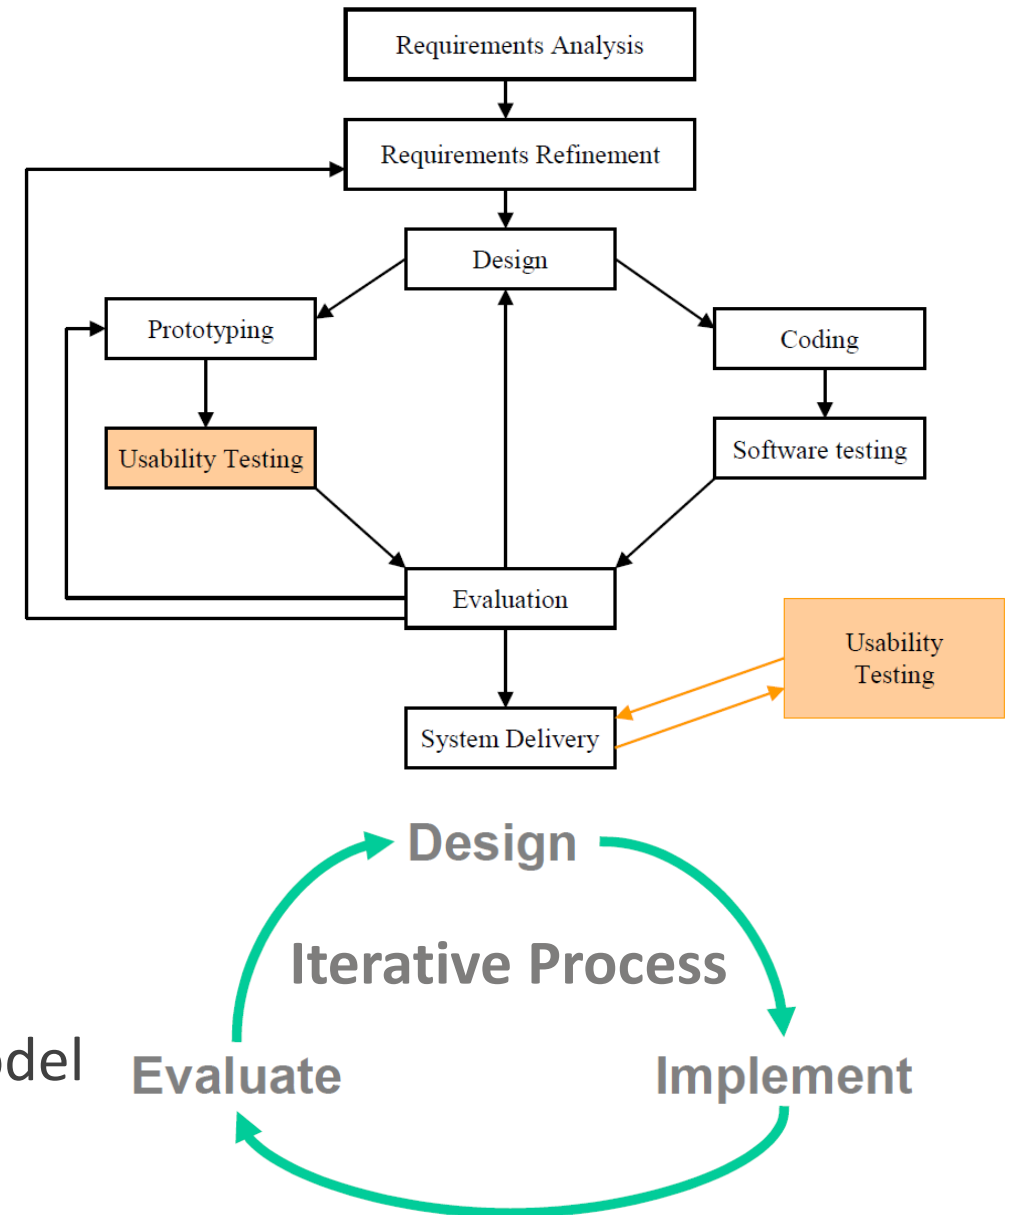 Requirements Analysis
Requirements Refinement
Design
Prototyping
Coding
Usability Testing
Software testing
Evaluation
Usability
Testing
System Delivery
Design
Iterative Process
odel
Evaluate
Implement